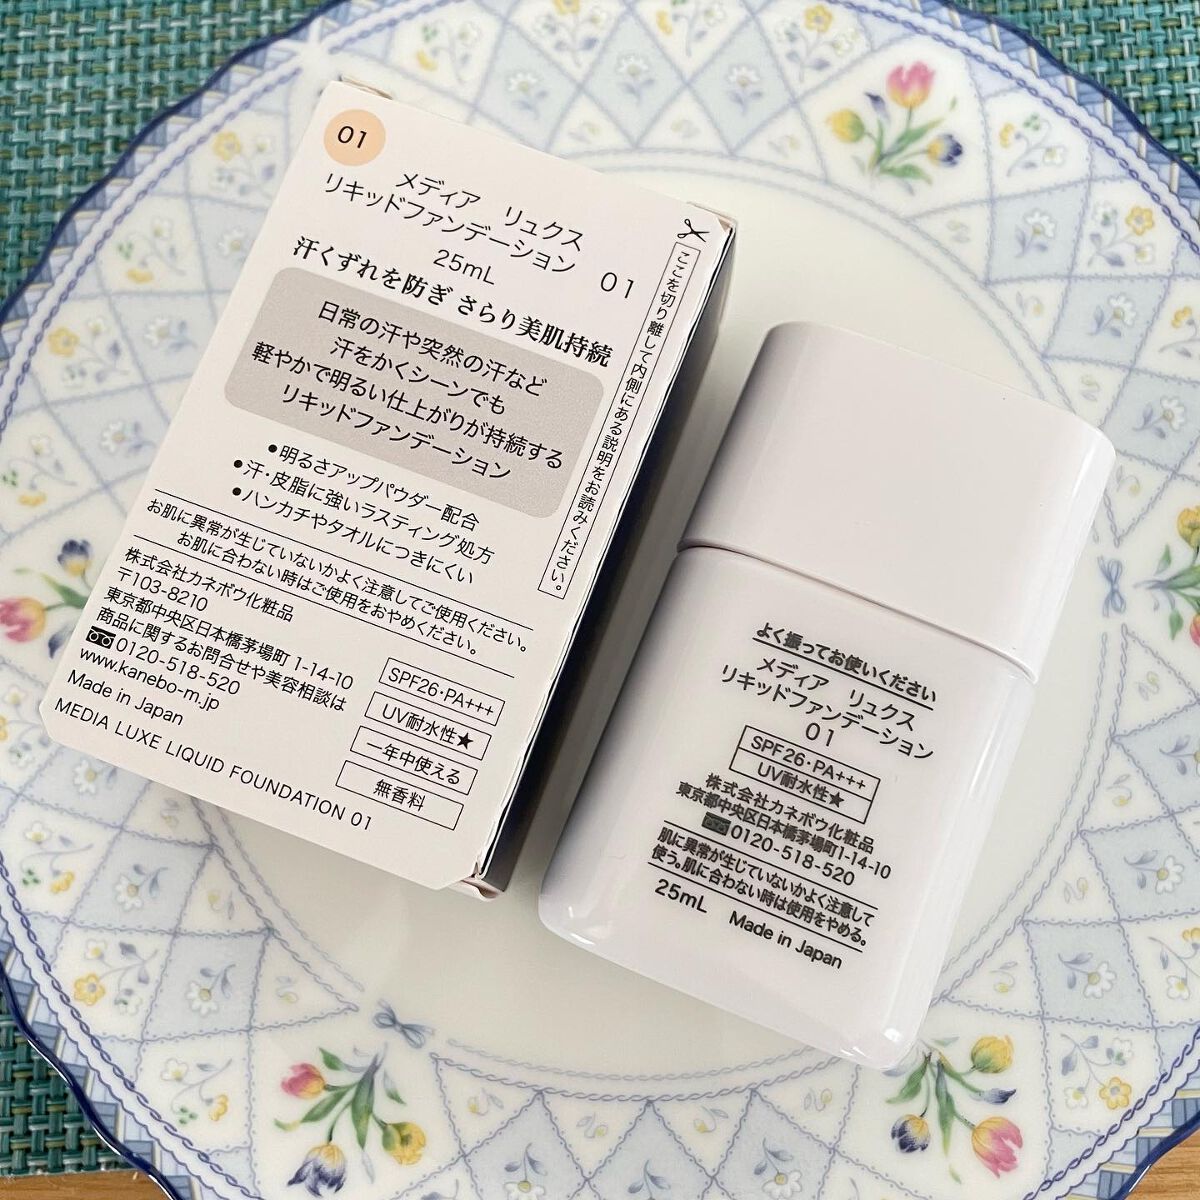 01
メディア　リュクス
リキッドファンデーション
25mL
01
汗くずれを防ぎ さらり美肌持続
日常の汗や突然の汗など
汗をかくシーンでも
軽やかで明るい仕上がりが持続する
リキッドファンデーション
●明るさアップパウダー配合
●汗・皮脂に強いラスティング処方
●ハンカチやタオルにつきにくい
お肌に異常が生じていないかよく注意してご使用ください。
お肌に合わない時はご使用をおやめください。
株式会社カネボウ化粧品
〒103-8210
東京都中央区日本橋茅場町 1-14-10
商品に関するお問合せや美容相談は
0120-518-520
www.kanebo-m.jp
Made in Japan
MEDIA LUXE LIQUID FOUNDATION 01
SPF26・PA+++
UV耐水性★
一年中使える
無香料
ここを切り離して内側にある説明をお読みください。
よく振ってお使いください
メディア　リュクス
リキッドファンデーション
01
SPF26・PA+++
UV耐水性★
株式会社カネボウ化粧品
東京都中央区日本橋茅場町1-14-10
0120-518-520
肌に異常が生じていないかよく注意して
使う。肌に合わない時は使用をやめる。
25mL　Made in Japan